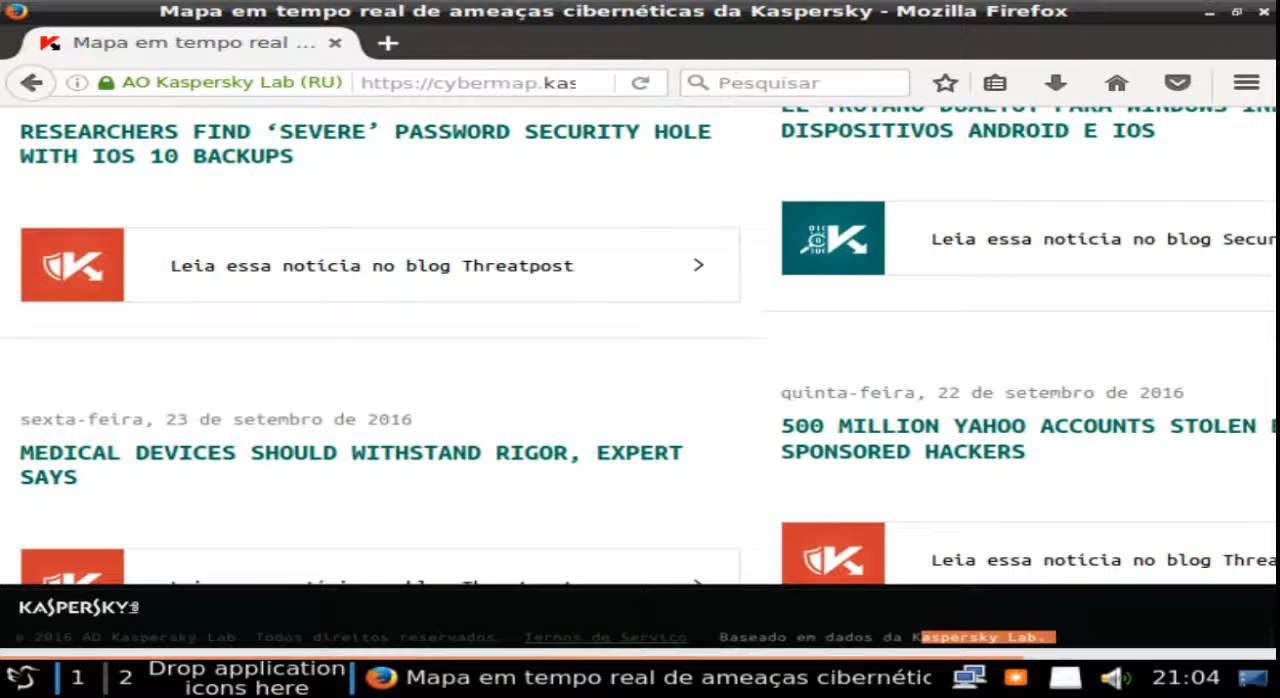 Mapa em tempo real de ameaças cibernéticas da Kaspersky - Mozilla Firefox
Mapa em tempo real ...
AO Kaspersky Lab (RU) https://cybermap.kas Pesquisar
RESEARCHERS FIND ‘SEVERE’ PASSWORD SECURITY HOLE
WITH IOS 10 BACKUPS
Leia essa notícia no blog Threatpost
sexta-feira, 23 de setembro de 2016
MEDICAL DEVICES SHOULD WITHSTAND RIGOR, EXPERT
SAYS
DISPOSITIVOS ANDROID E IOS
Leia essa notícia no blog Secur
quinta-feira, 22 de setembro de 2016
500 MILLION YAHOO ACCOUNTS STOLEN
SPONSORED HACKERS
Leia essa notícia no blog Threa
KASPERSKY
© 2016 AO Kaspersky Lab. Todos direitos reservados. Termos de Serviço Baseado em dados da Kaspersky Lab.
1 2 Drop application
icons here
Mapa em tempo real de ameaças cibernétic 21:04